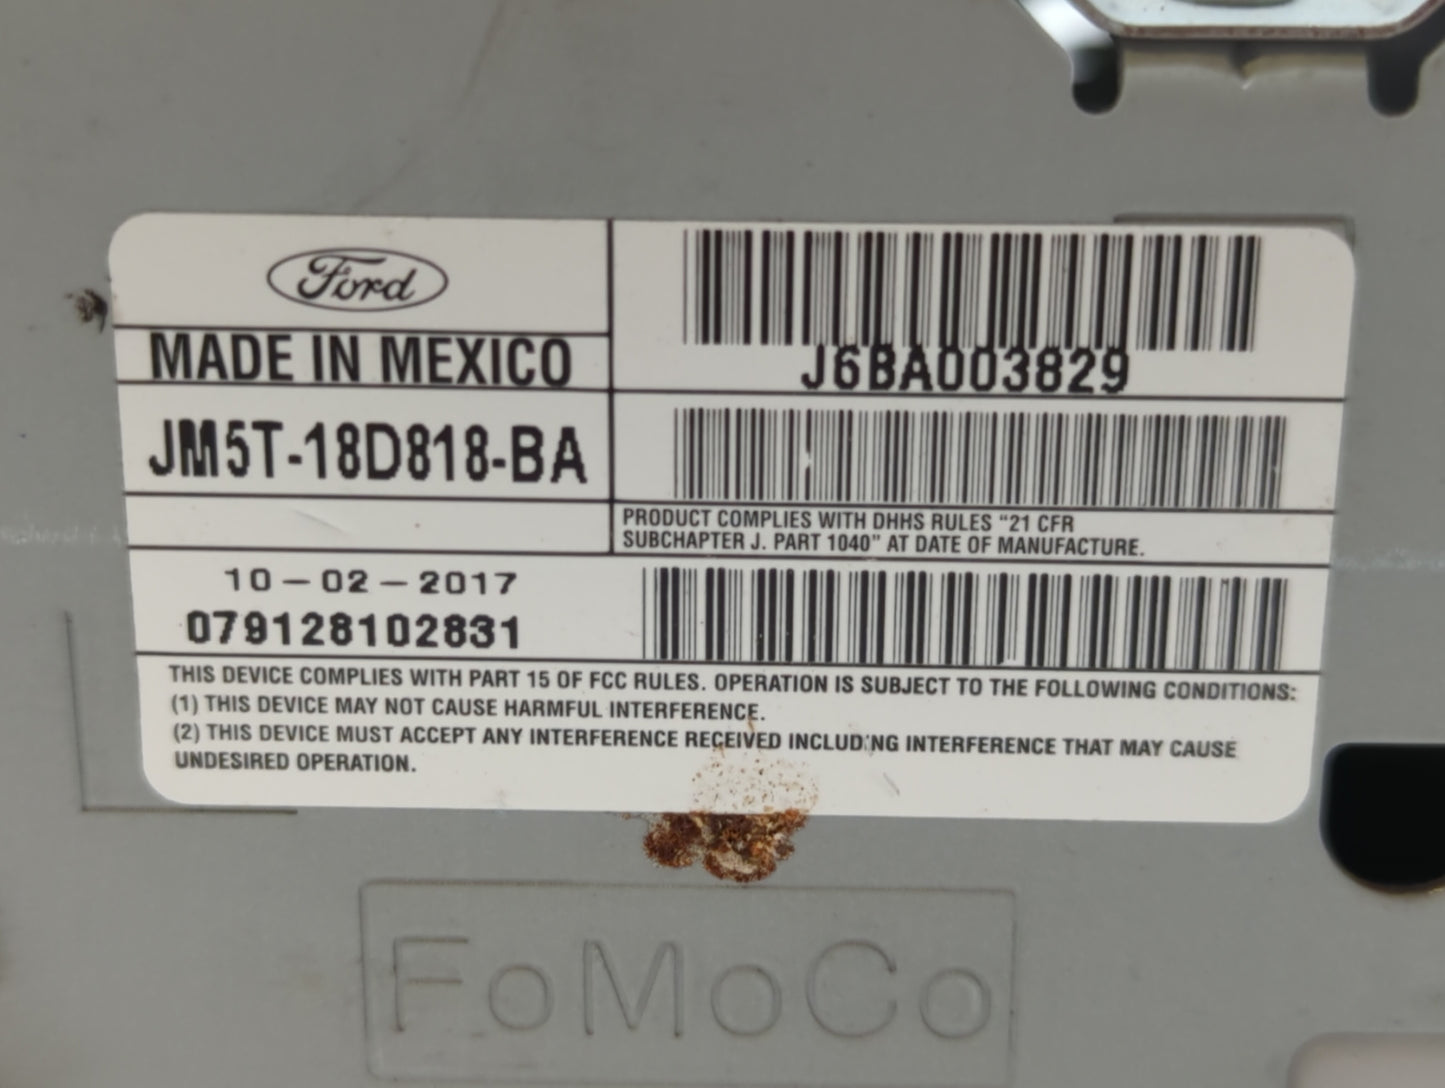 Ford
MADE IN MEXICO
J6BA003829
JM5T-18D818-BA
PRODUCT COMPLIES WITH DHHS RULES "21 CFR
SUBCHAPTER J. PART 1040" AT DATE OF MANUFACTURE.
10-02-2017
079128102831
THIS DEVICE COMPLIES WITH PART 15 OF FCC RULES. OPERATION IS SUBJECT TO THE FOLLOWING CONDITIONS:
(1) THIS DEVICE MAY NOT CAUSE HARMFUL INTERFERENCE.
(2) THIS DEVICE MUST ACCEPT ANY INTERFERENCE RECEIVED INCLUDING INTERFERENCE THAT MAY CAUSE
UNDESIRED OPERATION.
FoMoCo